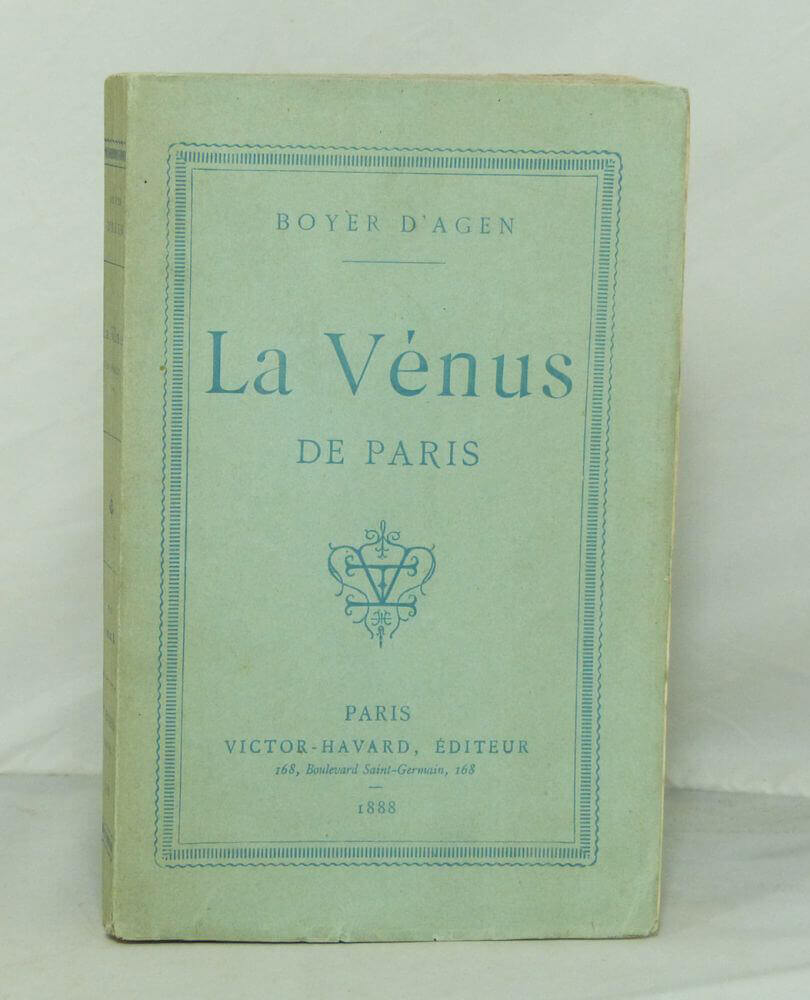 BOYER D'AGEN
La Vénus
DE PARIS
PARIS
VICTOR-HAVARD, ÉDITEUR
168, Boulevard Saint-Germain, 168
1888